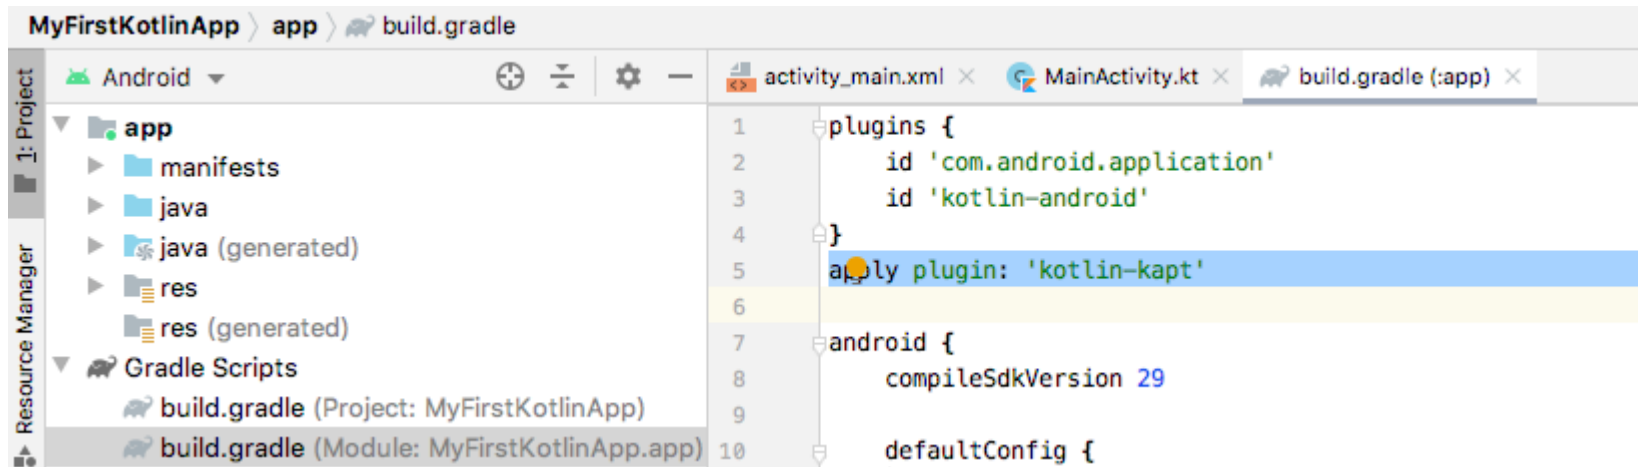 MyFirstKotlinApp 〉 app 〉 build.gradle
1: Project
Resource Manager
Android
app
manifests
java
java (generated)
res
res (generated)
Gradle Scripts
build.gradle (Project: MyFirstKotlinApp)
build.gradle (Module: MyFirstKotlinApp.app)
activity_main.xml
MainActivity.kt
build.gradle (:app)
1 plugins {
2 id 'com.android.application'
3 id 'kotlin-android'
4 }
5 apply plugin: 'kotlin-kapt'
6
7 android {
8 compileSdkVersion 29
9
10 defaultConfig {